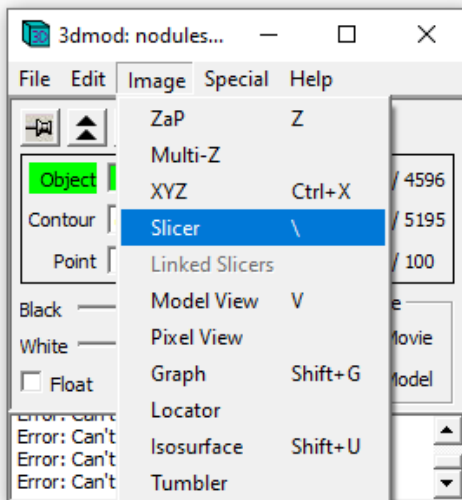 3dmod: nodules...
File Edit Image Special Help
ZaP Z
Multi-Z
Object
/ 4596
XYZ Ctrl+X
Contour
/ 5195
Slicer \
Point
/ 100
Linked Slicers
Black
Model View V
White
Pixel View
Movie
Float
Graph Shift+G
Model
Locator
Error: Can't
Error: Can't
Isosurface Shift+U
Error: Can't
Error: Can't
Tumbler